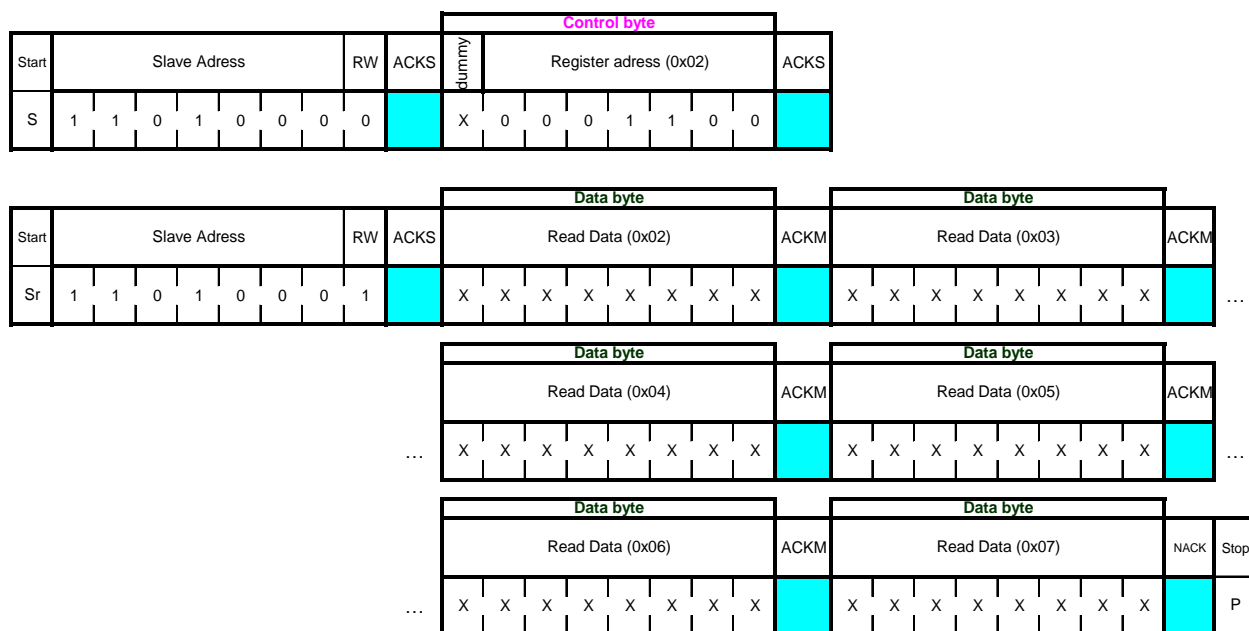 Control byte
Start Slave Adress RW ACKS dummy Register adress (0x02) ACKS
S 1 1 0 1 0 0 0 0 X 0 0 0 1 1 0 0
Data byte Data byte
Start Slave Adress RW ACKS Read Data (0x02) ACKM Read Data (0x03) ACKM
Sr 1 1 0 1 0 0 0 1 X X X X X X X X X X X X X X X X …
Data byte Data byte
Read Data (0x04) ACKM Read Data (0x05) ACKM
… X X X X X X X X X X X X X X X X …
Data byte Data byte
Read Data (0x06) ACKM Read Data (0x07) NACK Stop
… X X X X X X X X X X X X X X X X P